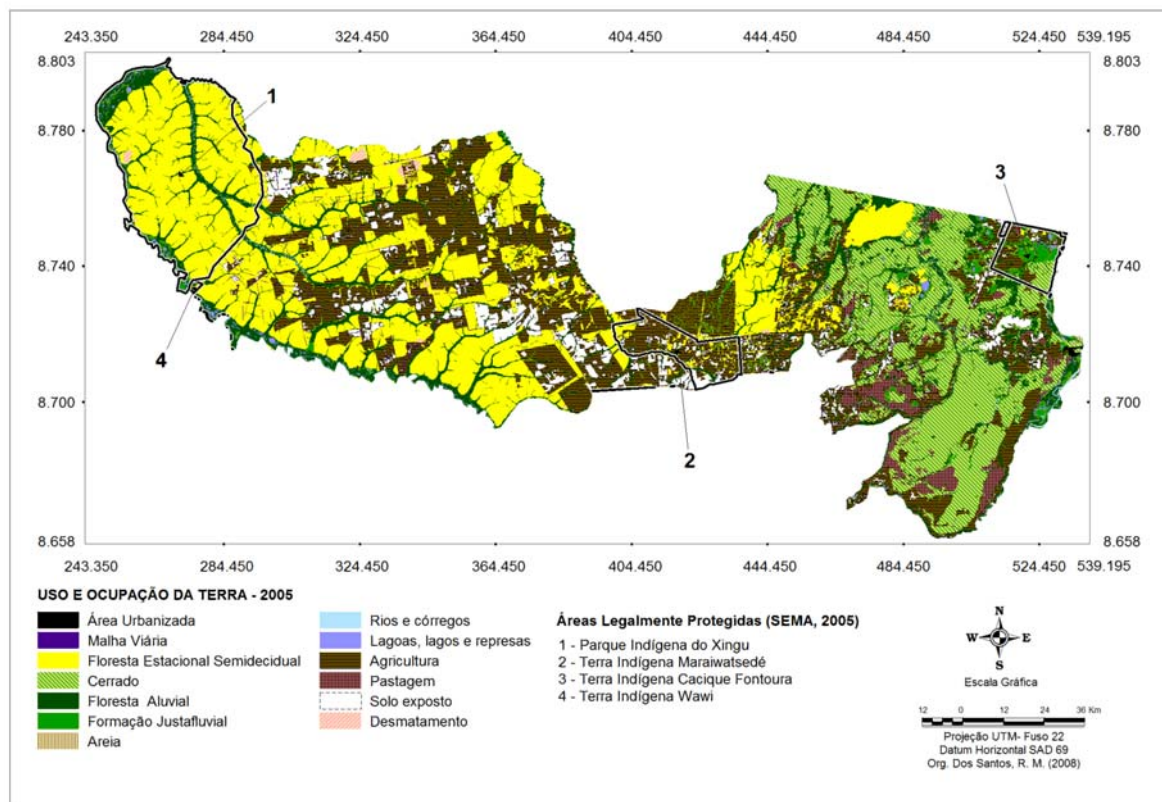 243.350 284.450 324.450 364.450 404.450 444.450 484.450 524.450 539.195
8.803 8.803
1
8.780 8.780
3
8.740 8.740
4
8.700 8.700
2
8.658 8.658
243.350 284.450 324.450 364.450 404.450 444.450 484.450 524.450 539.195
USO E OCUPAÇÃO DA TERRA - 2005
Área Urbanizada
Malha Viária
Floresta Estacional Semidecidual
Cerrado
Floresta Aluvial
Formação Justafluvial
Areia
Rios e córregos
Lagoas, lagos e represas
Agricultura
Pastagem
Solo exposto
Desmatamento
Áreas Legalmente Protegidas (SEMA, 2005)
1 - Parque Indígena do Xingu
2 - Terra Indígena Maraiwatsedé
3 - Terra Indígena Cacique Fontoura
4 - Terra Indígena Wawi
N
W E
S
Escala Gráfica
12 0 12 24 36 Km
Projeção UTM- Fuso 22
Datum Horizontal SAD 69
Org. Dos Santos, R. M. (2008)